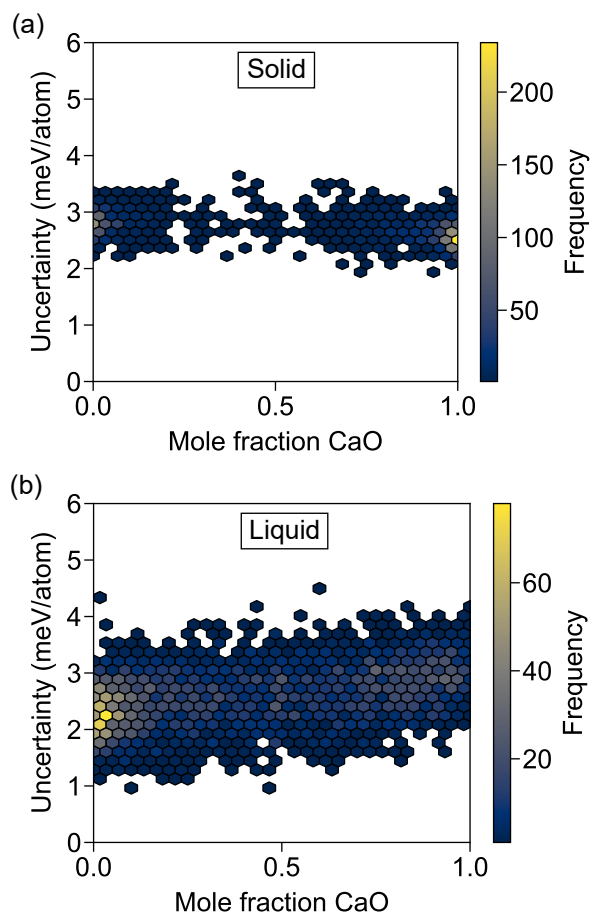 (a)
Solid
6
5
4
3
2
1
0
Uncertainty (meV/atom)
0.0 0.5 1.0
Mole fraction CaO
200
150
100
50
Frequency
(b)
Liquid
6
5
4
3
2
1
0
Uncertainty (meV/atom)
0.0 0.5 1.0
Mole fraction CaO
60
40
20
Frequency